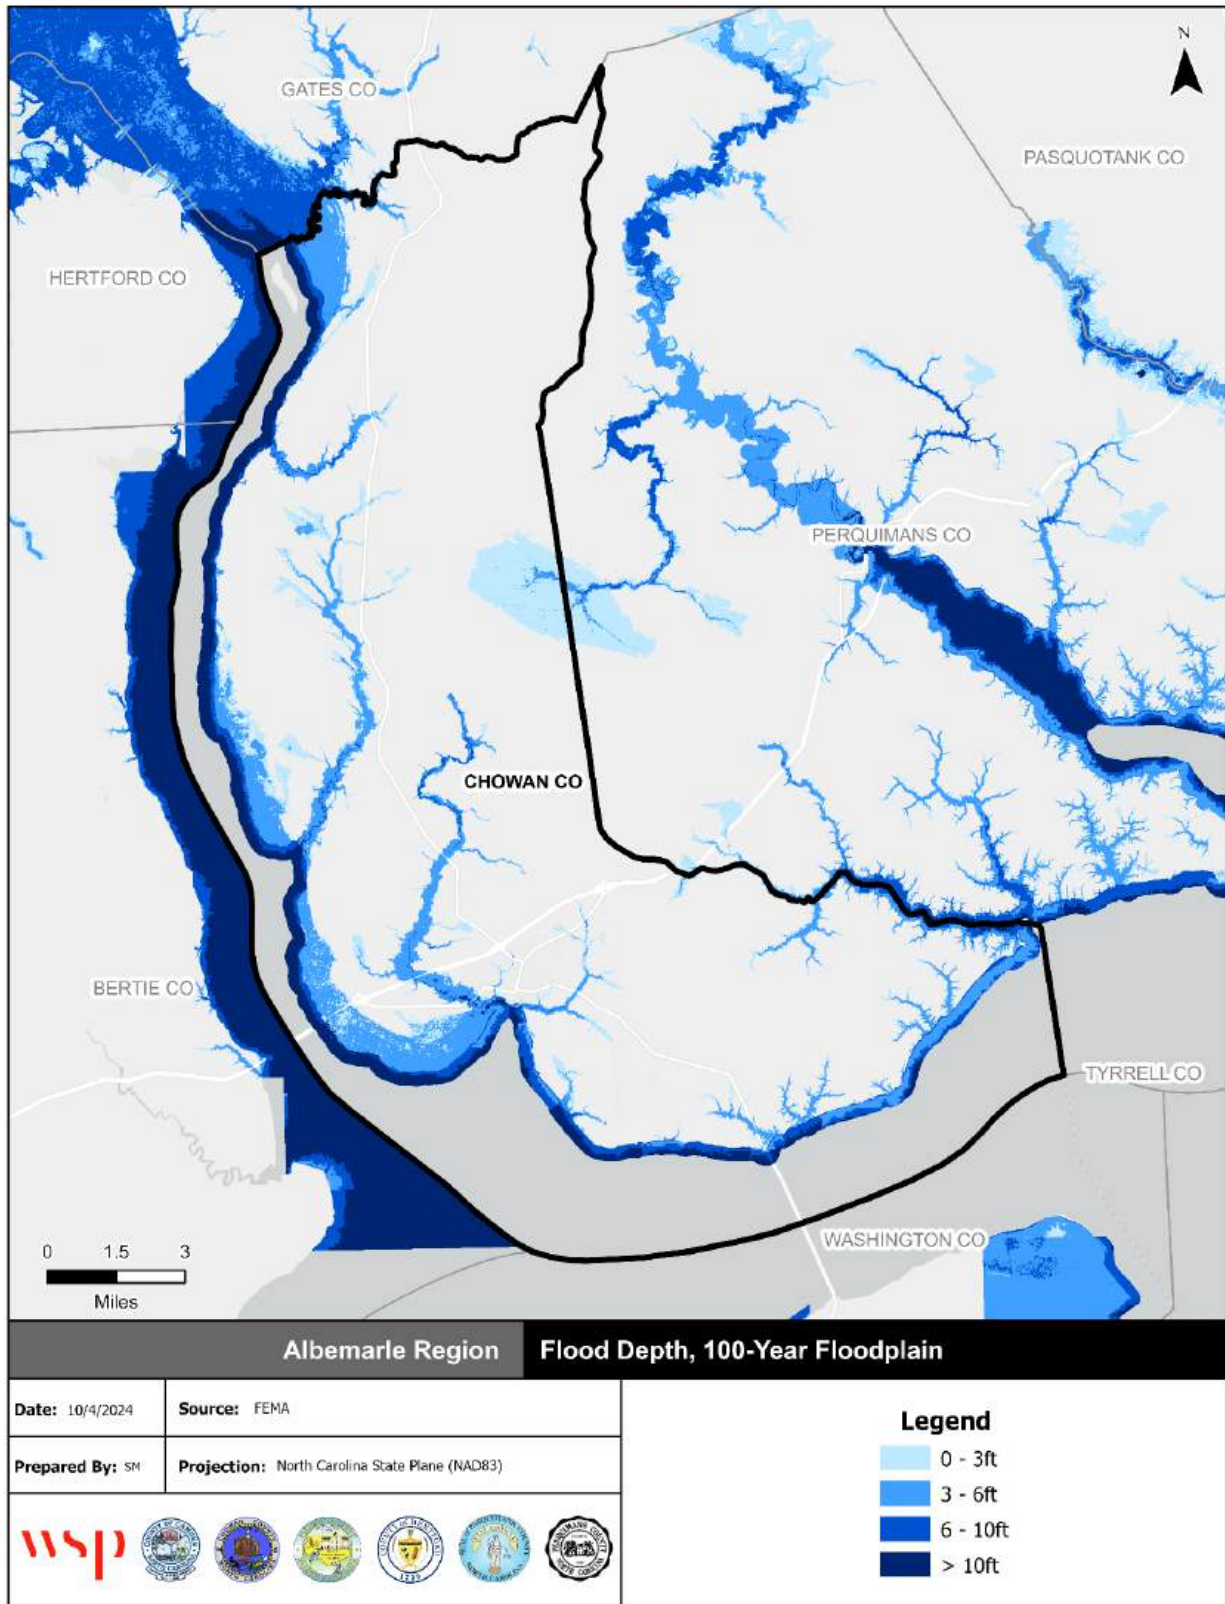 N
GATES CO
PASQUOTANK CO
HERTFORD CO
PERQUIMANS CO
CHOWAN CO
BERTIE CO
TYRRELL CO
WASHINGTON CO
0 1.5 3
Miles
Albemarle Region
Flood Depth, 100-Year Floodplain
Date: 10/4/2024
Source: FEMA
Prepared By: SM
Projection: North Carolina State Plane (NAD83)
wsp
Legend
0 - 3ft
3 - 6ft
6 - 10ft
> 10ft